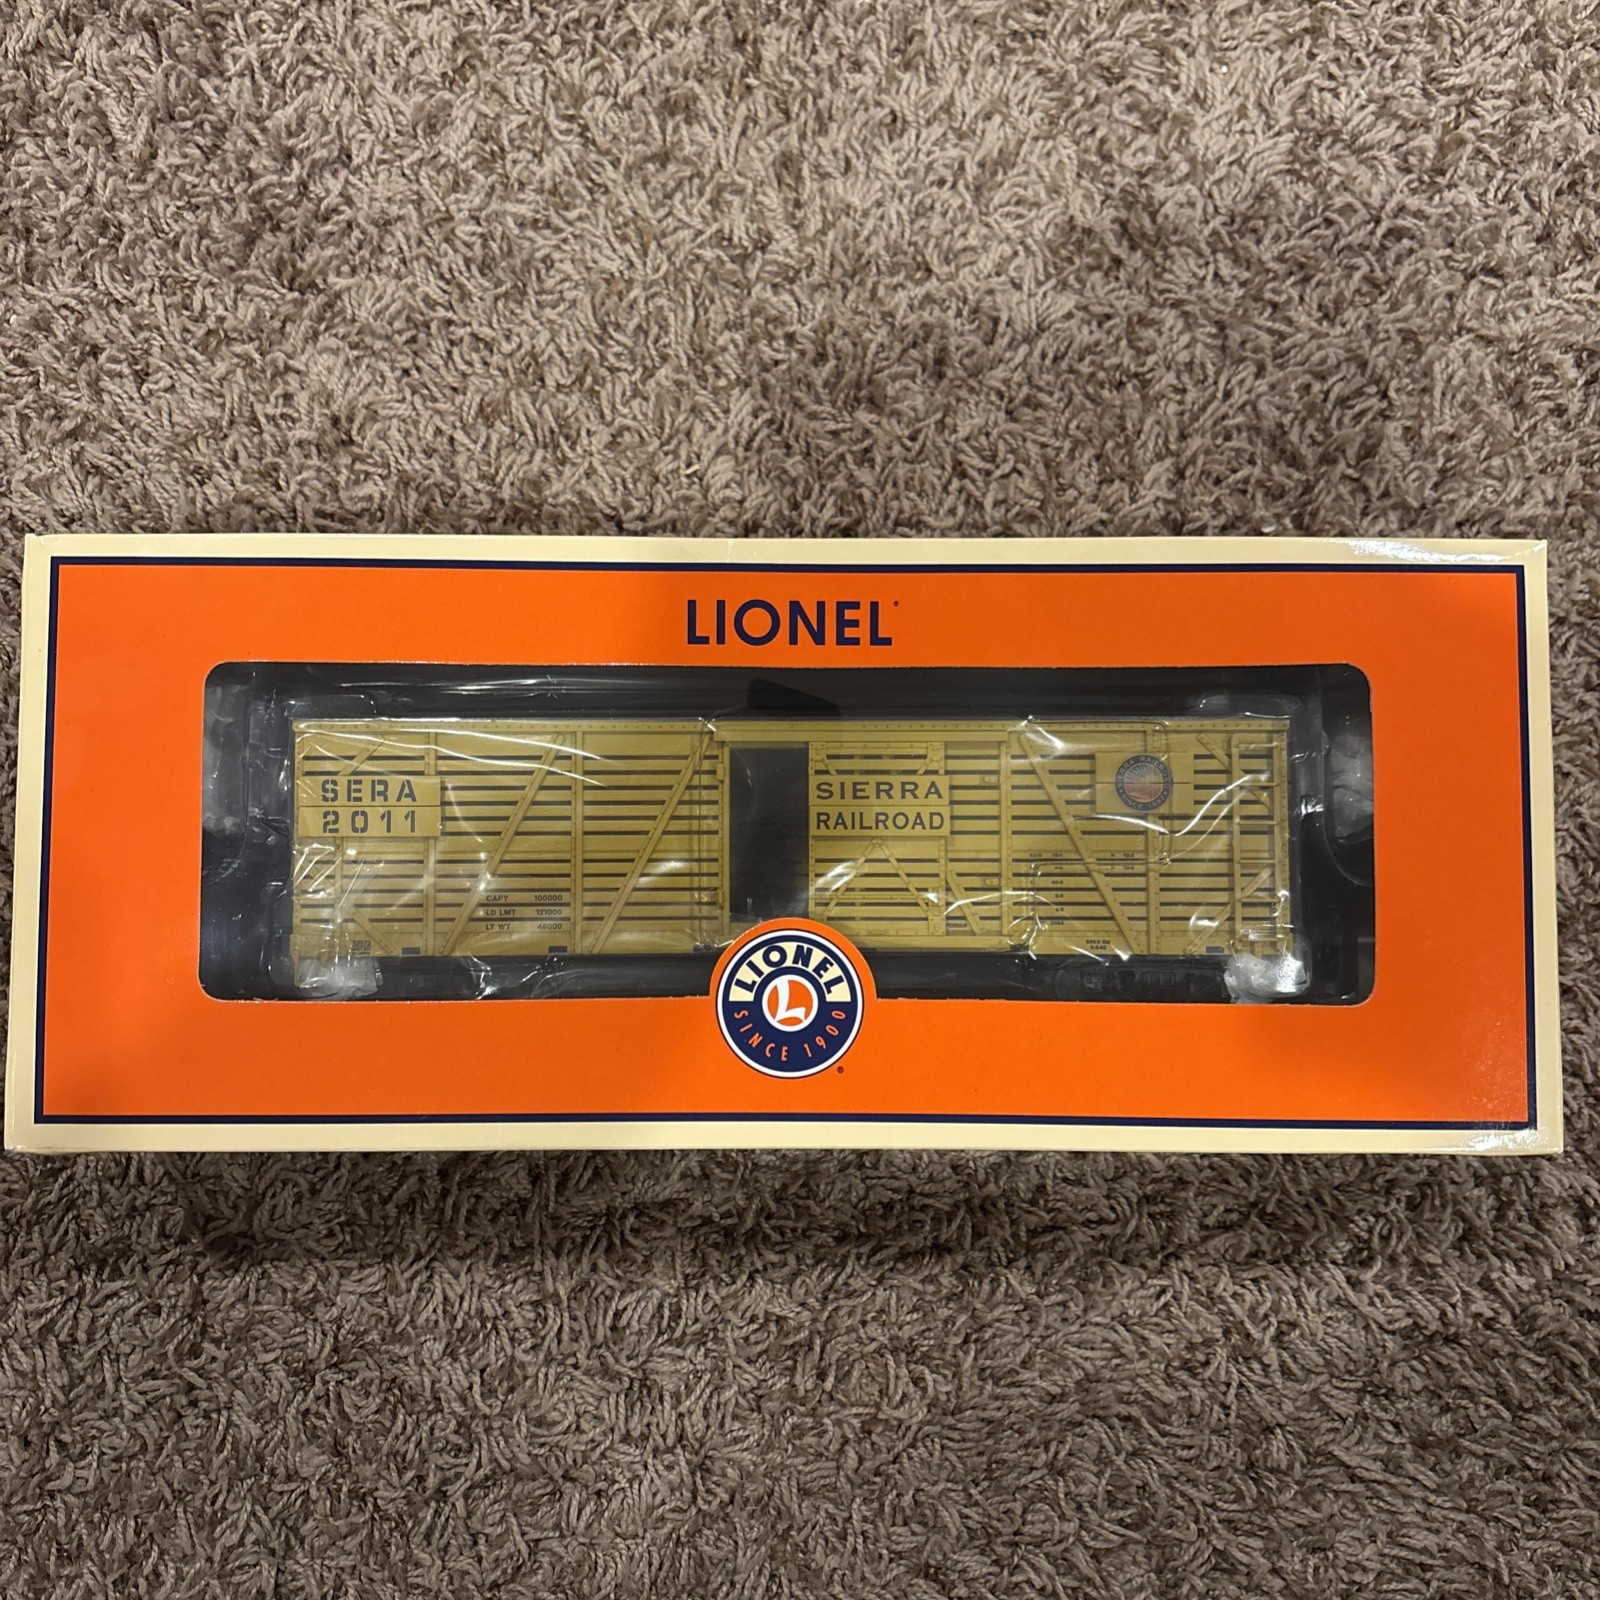 LIONEL®
SERA
2011
SIERRA
RAILROAD
CAPY 100000
LD LMT 121000
LT WT 48000
LIONEL
L
SINCE 1900
®